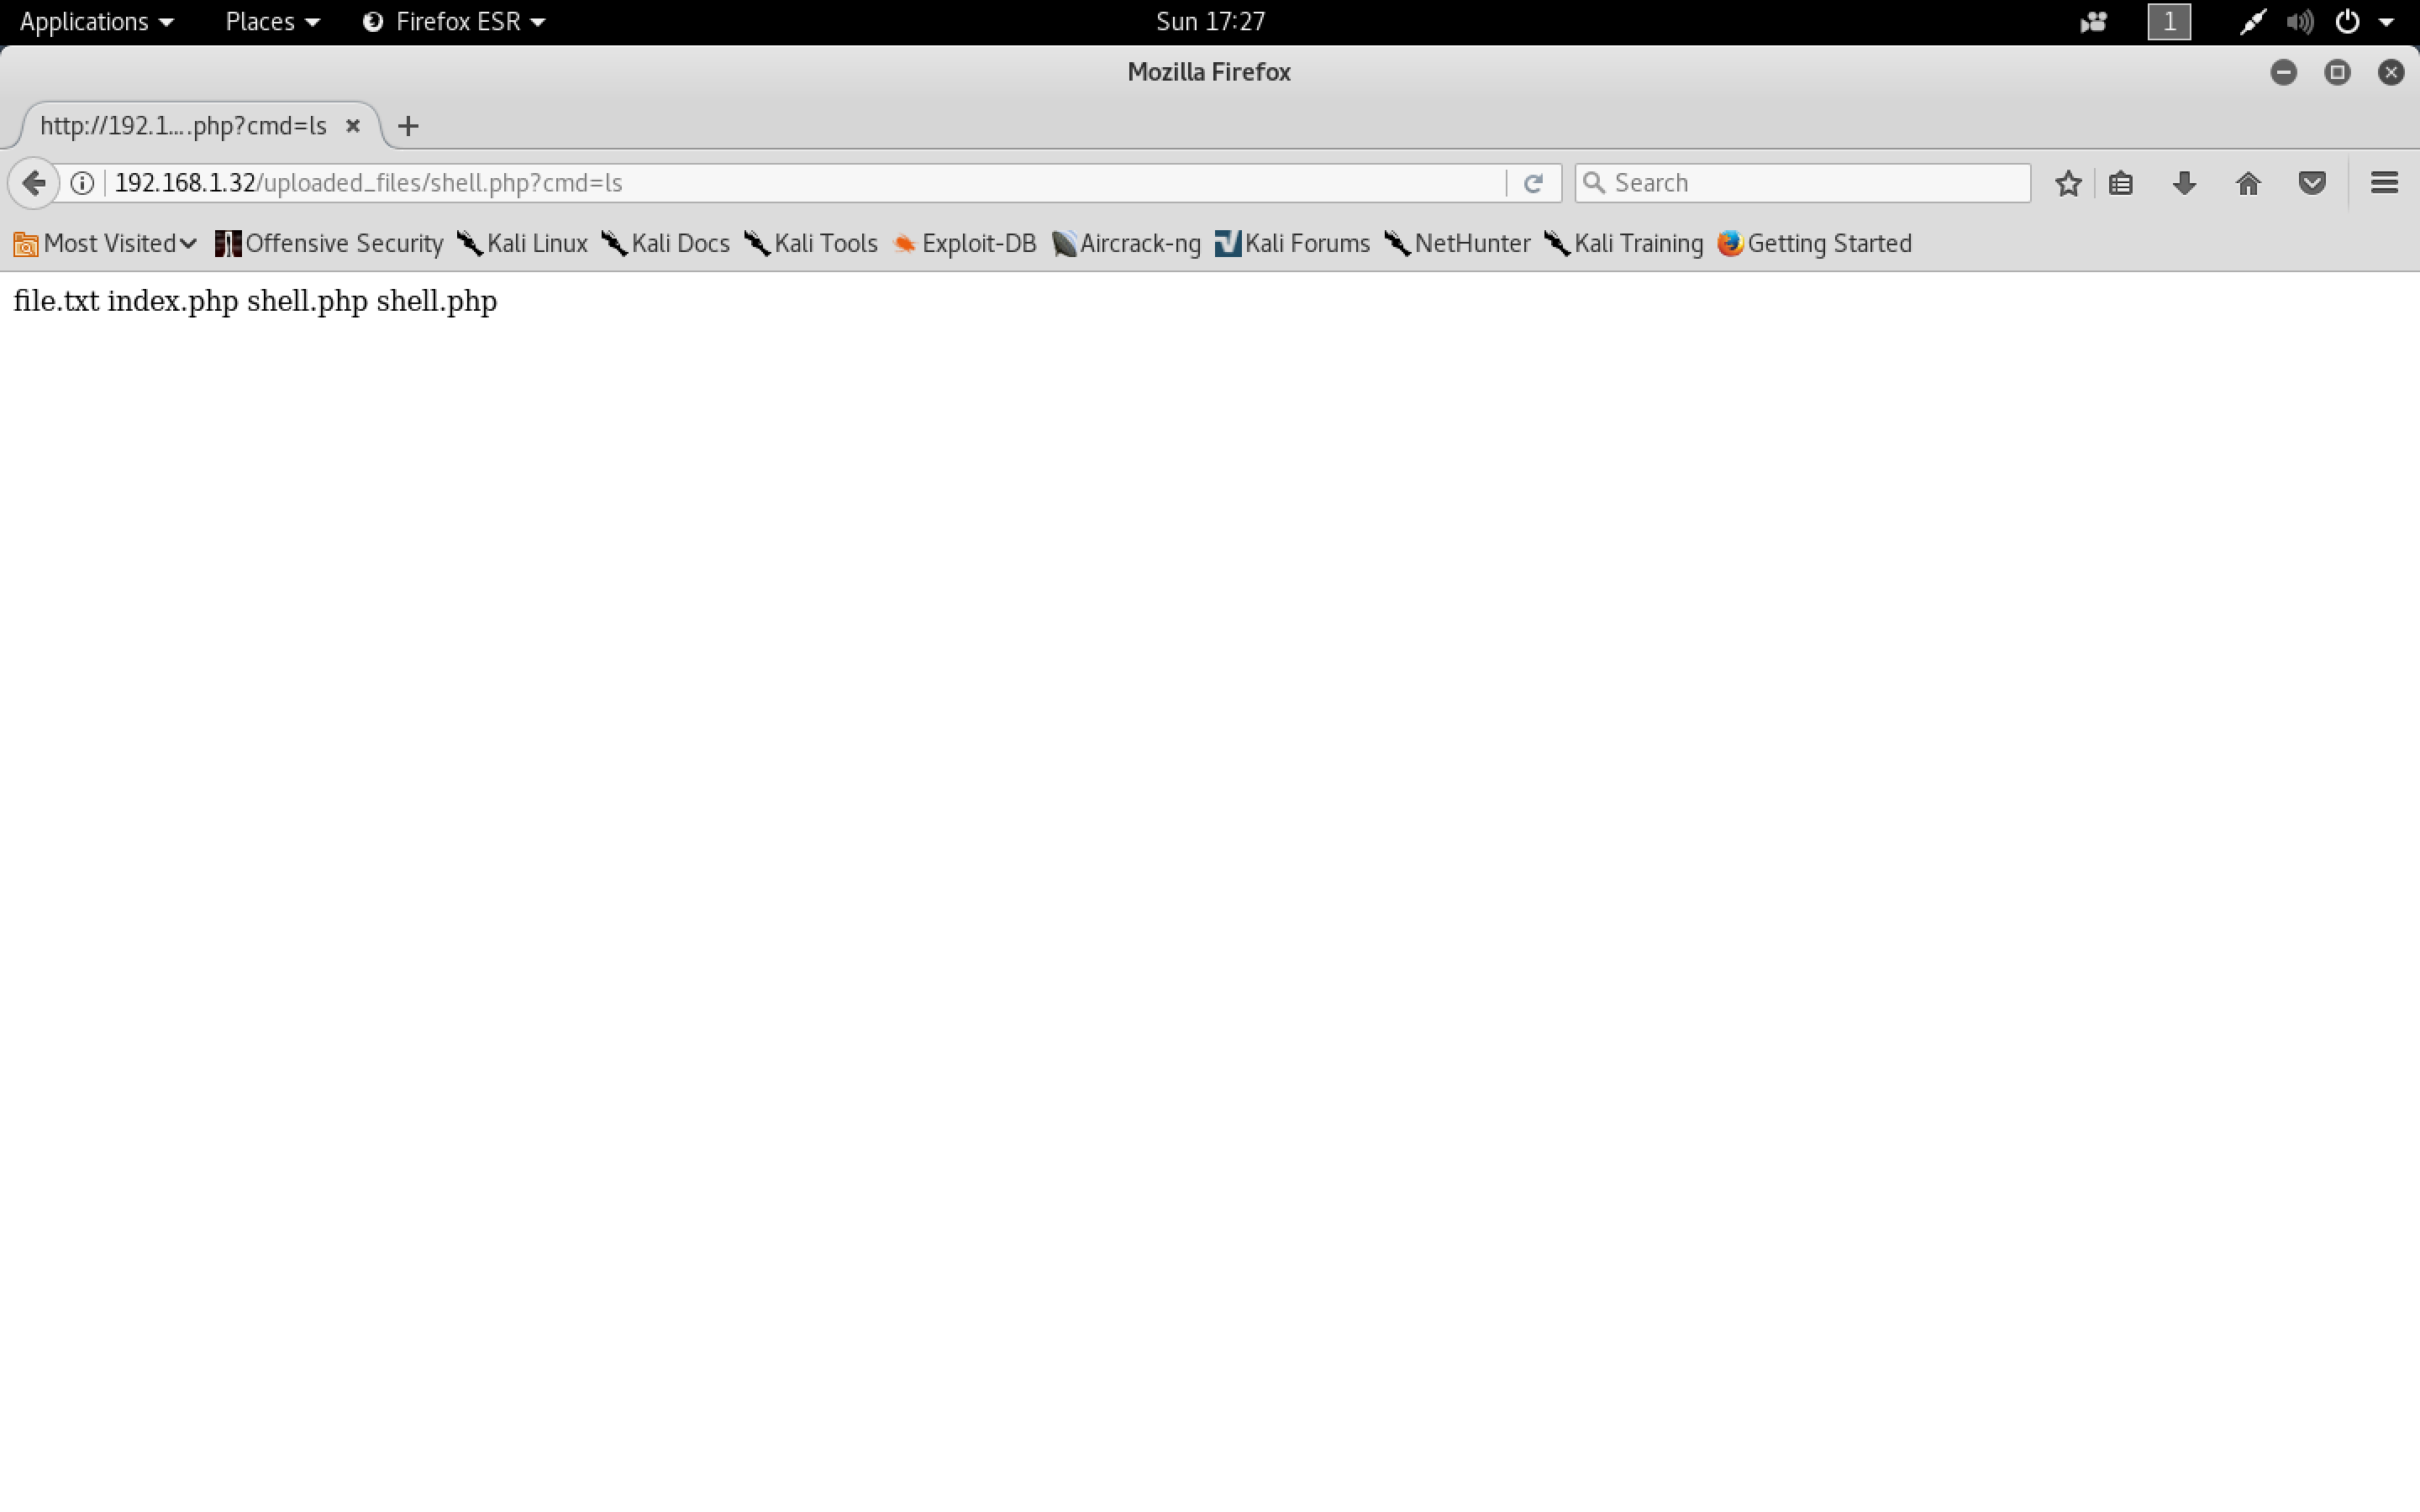 Applications Places Firefox ESR Sun 17:27 1
Mozilla Firefox
http://192.1....php?cmd=ls
192.168.1.32/uploaded_files/shell.php?cmd=ls Search
Most Visited Offensive Security Kali Linux Kali Docs Kali Tools Exploit-DB Aircrack-ng Kali Forums NetHunter Kali Training Getting Started
file.txt index.php shell.php shell.php